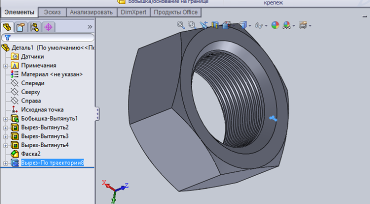 Бобышка/основание на границе
крепеж
Элементы Эскиз Анализировать DimXpert Продукты Office
Деталь1 (По умолчанию<<По
Датчики
Примечания
Материал <не указан>
Спереди
Сверху
Справа
Исходная точка
Бобышка-Вытянуть1
Вырез-Вытянуть2
Вырез-Вытянуть3
Вырез-Вытянуть4
Фаска2
Вырез-По траектории8